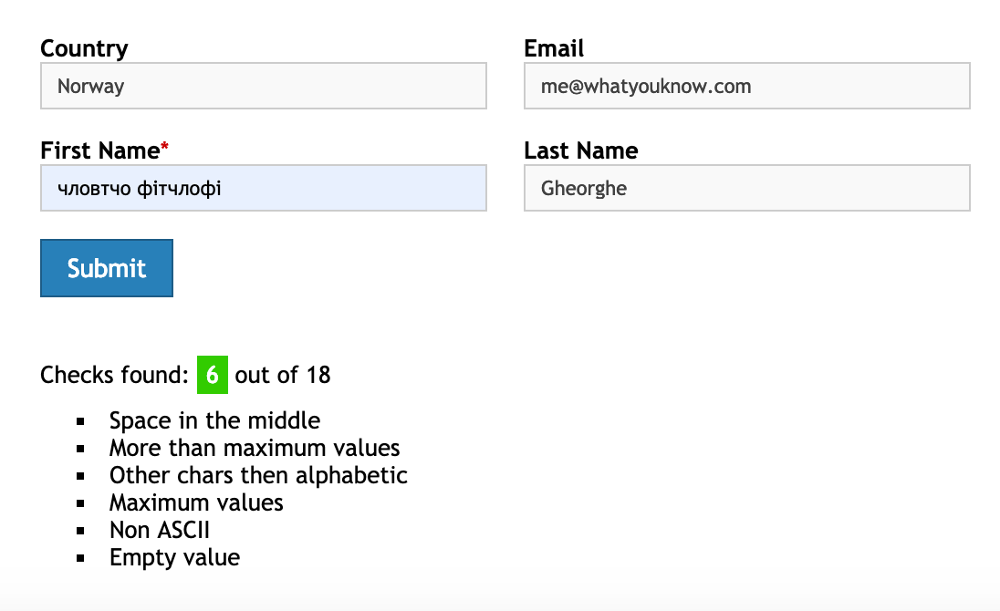 Country
Email
Norway
me@whatyouknow.com
First Name*
Last Name
чловтчо фітчлофі
Gheorghe
Submit
Checks found: 6 out of 18
▪ Space in the middle
▪ More than maximum values
▪ Other chars then alphabetic
▪ Maximum values
▪ Non ASCII
▪ Empty value